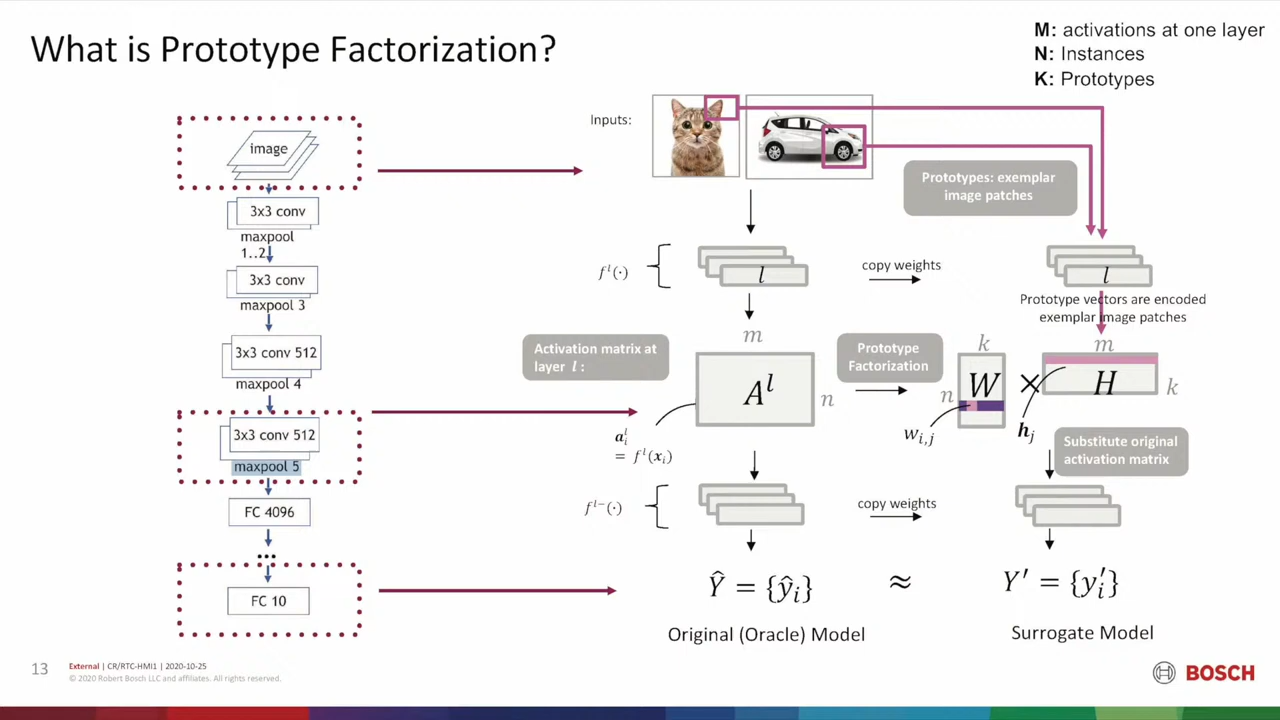 What is Prototype Factorization?
M: activations at one layer
N: Instances
K: Prototypes
image
3x3 conv
maxpool
1..2
3x3 conv
maxpool 3
3x3 conv 512
maxpool 4
3x3 conv 512
maxpool 5
FC 4096
...
FC 10
Inputs:
Prototypes: exemplar
image patches
f^l(·)
l
copy weights
l
Prototype vectors are encoded
exemplar image patches
Activation matrix at
layer l :
m
A^l
n
Prototype
Factorization
k
n
W
×
m
H
k
a_i^l
= f^l(x_i)
w_{i,j}
h_j
Substitute original
activation matrix
f^{l-}(·)
copy weights
Ŷ = {ŷ_i}
≈
Y′ = {y_i′}
Original (Oracle) Model
Surrogate Model
13
External | CR/RTC-HMI1 | 2020-10-25
© 2020 Robert Bosch LLC and affiliates. All rights reserved.
BOSCH